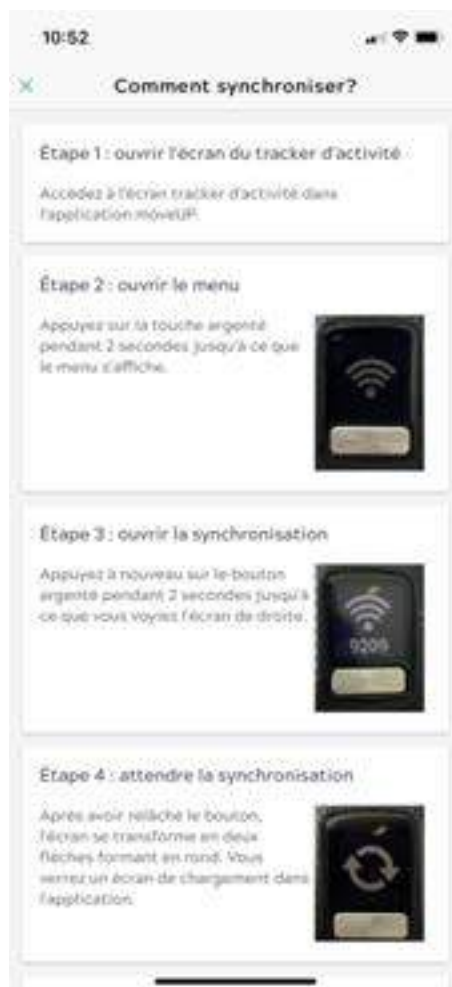 10:52
Comment synchroniser?
Étape 1 : ouvrir l'écran du tracker d'activité
Accédez à l'écran tracker d'activité dans
l'application moveUP.
Étape 2 : ouvrir le menu
Appuyez sur la touche argenté
pendant 2 secondes jusqu'à ce que
le menu s'affiche.
Étape 3 : ouvrir la synchronisation
Appuyez à nouveau sur le bouton
argenté pendant 2 secondes jusqu'à
ce que vous voyiez l'écran de droite.
9209
Étape 4 : attendre la synchronisation
Après avoir relâché le bouton,
l'écran se transforme en deux
flèches formant en rond. Vous
verrez un écran de chargement dans
l'application.